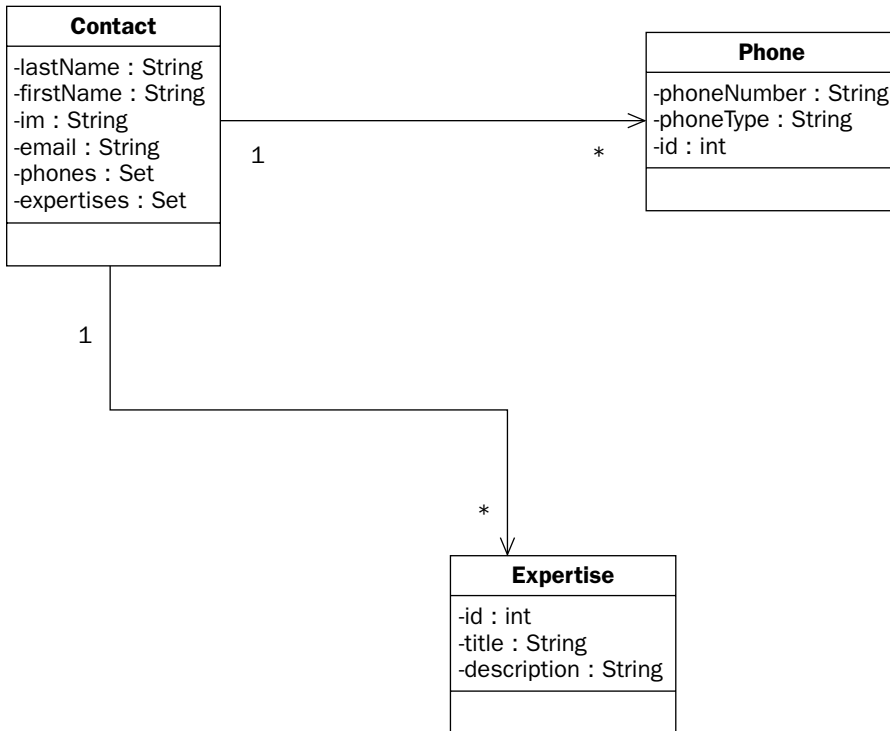 Contact
-lastName : String
-firstName : String
-im : String
-email : String
-phones : Set
-expertises : Set
Phone
-phoneNumber : String
-phoneType : String
-id : int
1
*
1
*
Expertise
-id : int
-title : String
-description : String